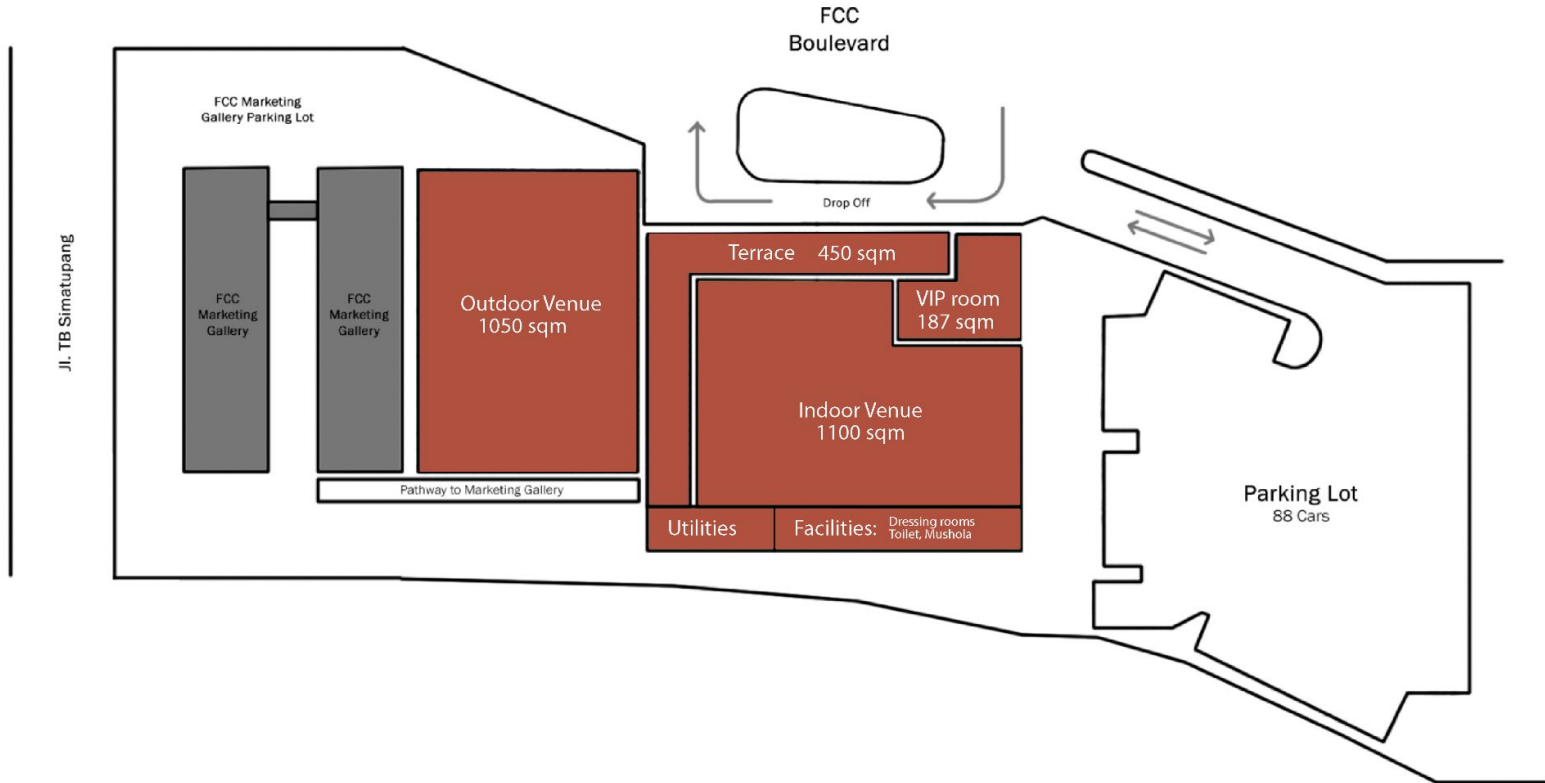 FCC
Boulevard
FCC Marketing
Gallery Parking Lot
Drop Off
Jl. TB Simatupang
FCC
Marketing
Gallery
FCC
Marketing
Gallery
Outdoor Venue
1050 sqm
Terrace 450 sqm
VIP room
187 sqm
Indoor Venue
1100 sqm
Pathway to Marketing Gallery
Utilities
Facilities: Dressing rooms
Toilet, Mushola
Parking Lot
88 Cars